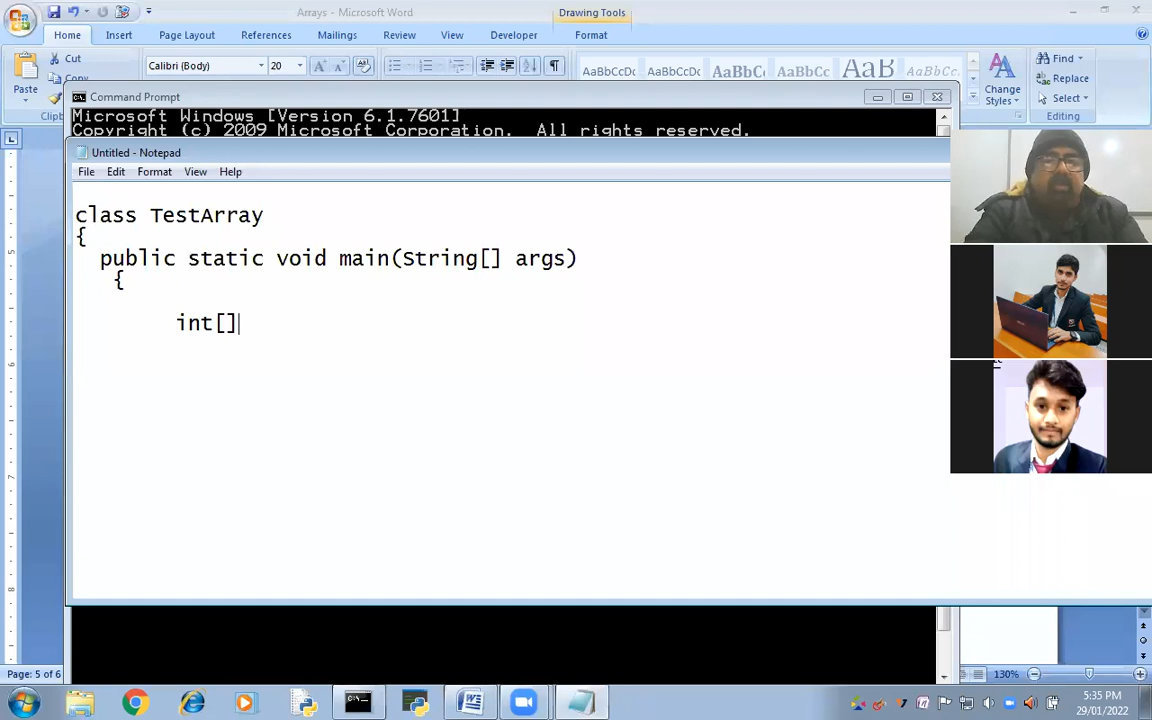 Arrays - Microsoft Word
Drawing Tools
Home Insert Page Layout References Mailings Review View Developer Format
Cut
Copy
Paste
Calibri (Body) 20
AaBbCcDc AaBbCcDc AaBbC AaBbCc AaB AaBbCc
Change Styles
Find
Replace
Select
Editing
Command Prompt
Microsoft Windows [Version 6.1.7601]
Copyright (c) 2009 Microsoft Corporation. All rights reserved.
Untitled - Notepad
File Edit Format View Help
class TestArray
{
public static void main(String[] args)
{
int[]
Page: 5 of 6
130%
5:35 PM
29/01/2022